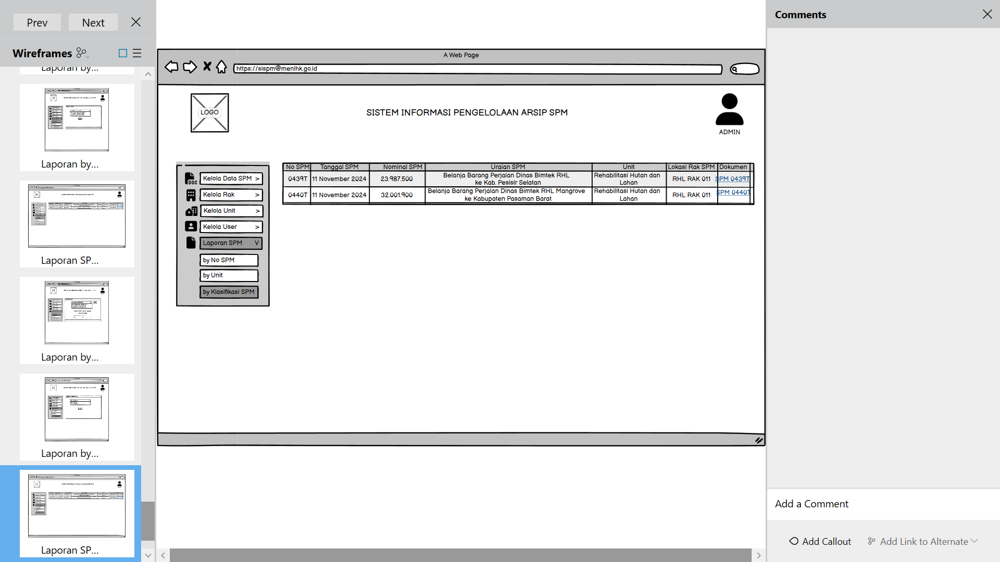 Prev
Next
Wireframes
Laporan by...
Laporan by...
Laporan SP...
Laporan by...
Laporan by...
Laporan SP...
A Web Page
https://sispm@menlhk.go.id
LOGO
SISTEM INFORMASI PENGELOLAAN ARSIP SPM
ADMIN
DOC
Kelola Data SPM >
Kelola Rak >
Kelola Unit >
Kelola User >
Laporan SPM V
by No SPM
by Unit
by Klasifikasi SPM
No SPM Tanggal SPM Nominal SPM Uraian SPM Unit Lokasi Rak SPM Dokumen
0439T 11 November 2024 23.987.500 Belanja Barang Perjalan Dinas Bimtek RHL
ke Kab. Pesisir Selatan
Rehabilitasi Hutan dan
Lahan
RHL RAK 011 SPM 0439T
0440T 11 November 2024 32.001.900 Belanja Barang Perjalan Dinas Bimtek RHL Mangrove
ke Kabupaten Pasaman Barat
Rehabilitasi Hutan dan
Lahan
RHL RAK 011 SPM 0440T
Comments
Add a Comment
Add Callout
Add Link to Alternate